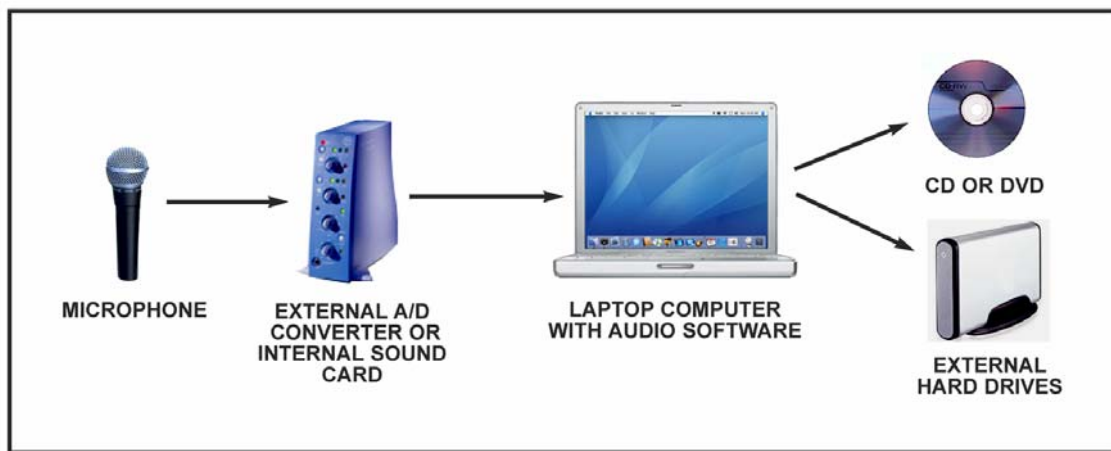 MICROPHONE
EXTERNAL A/D
CONVERTER OR
INTERNAL SOUND
CARD
LAPTOP COMPUTER
WITH AUDIO SOFTWARE
CD OR DVD
EXTERNAL
HARD DRIVES